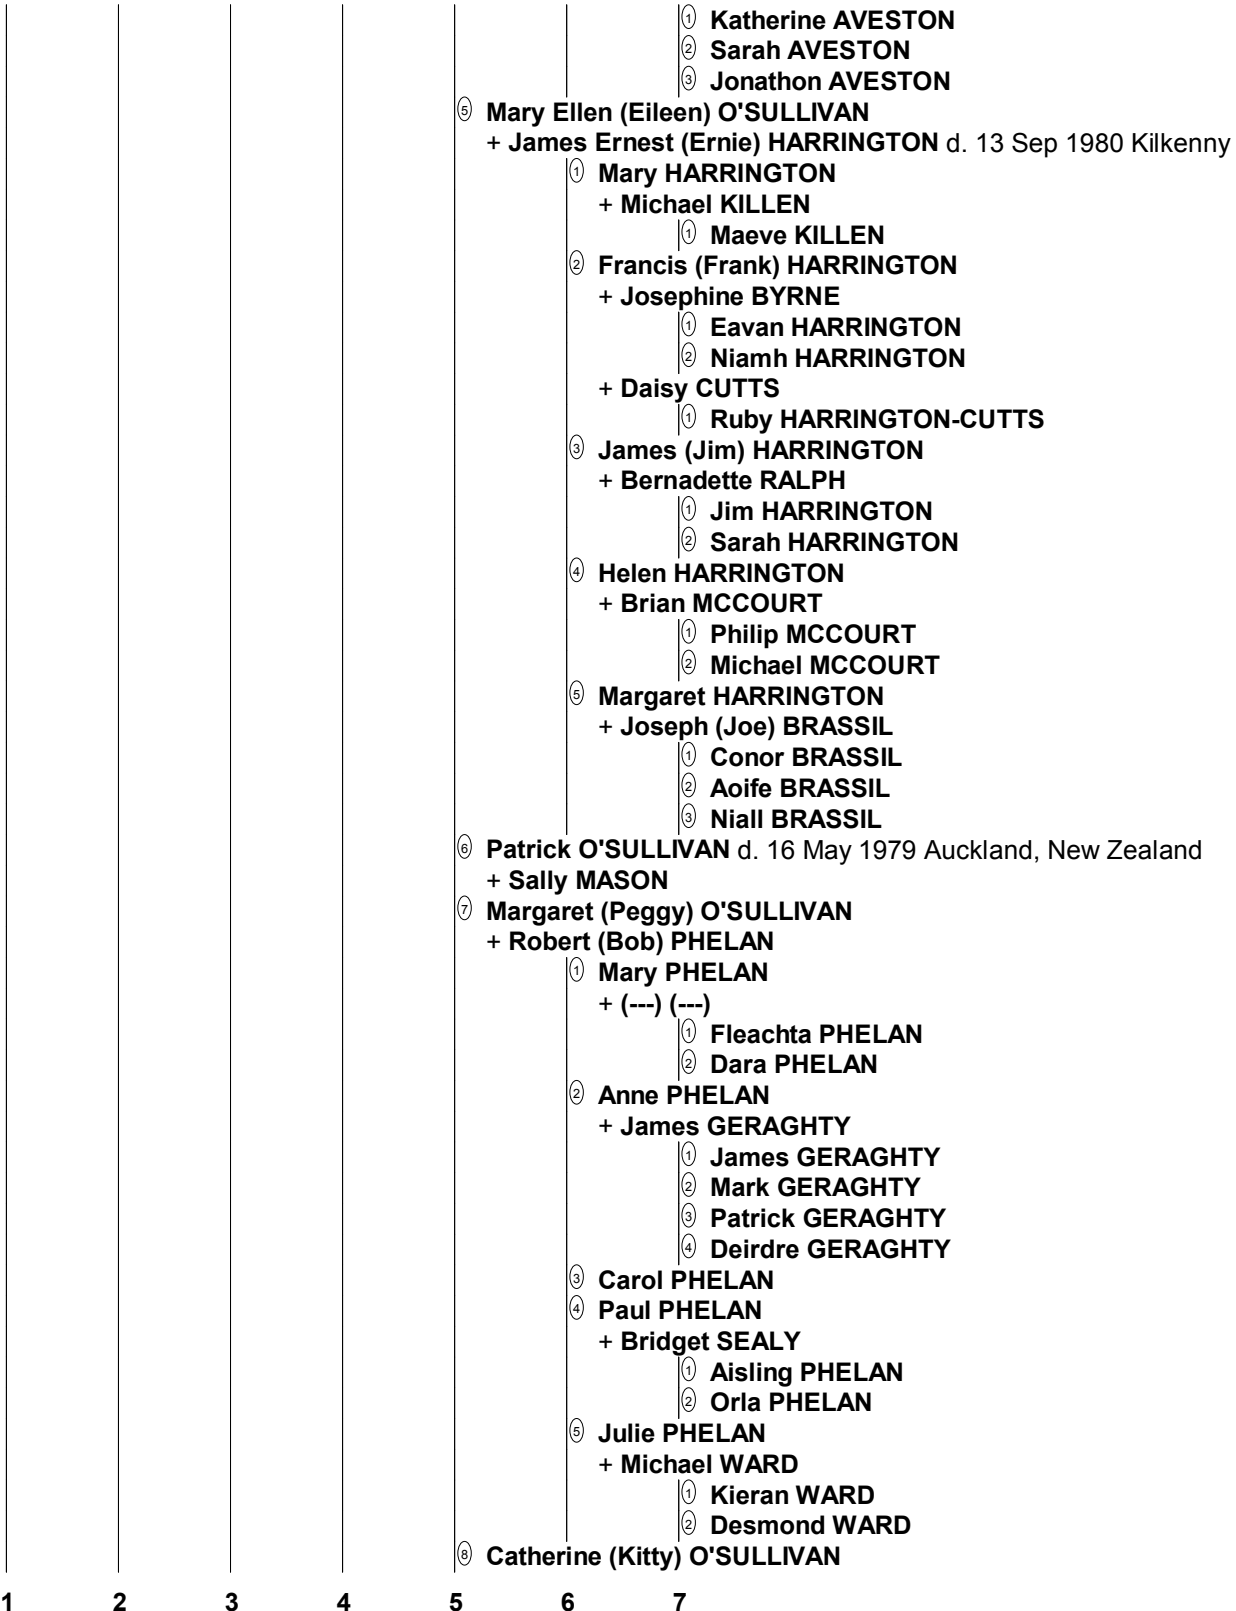 ① Katherine AVESTON
② Sarah AVESTON
③ Jonathon AVESTON
⑤ Mary Ellen (Eileen) O'SULLIVAN
+ James Ernest (Ernie) HARRINGTON d. 13 Sep 1980 Kilkenny
① Mary HARRINGTON
+ Michael KILLEN
① Maeve KILLEN
② Francis (Frank) HARRINGTON
+ Josephine BYRNE
① Eavan HARRINGTON
② Niamh HARRINGTON
+ Daisy CUTTS
① Ruby HARRINGTON-CUTTS
③ James (Jim) HARRINGTON
+ Bernadette RALPH
① Jim HARRINGTON
② Sarah HARRINGTON
④ Helen HARRINGTON
+ Brian MCCOURT
① Philip MCCOURT
② Michael MCCOURT
⑤ Margaret HARRINGTON
+ Joseph (Joe) BRASSIL
① Conor BRASSIL
② Aoife BRASSIL
③ Niall BRASSIL
⑥ Patrick O'SULLIVAN d. 16 May 1979 Auckland, New Zealand
+ Sally MASON
⑦ Margaret (Peggy) O'SULLIVAN
+ Robert (Bob) PHELAN
① Mary PHELAN
+ (---) (---)
① Fleachta PHELAN
② Dara PHELAN
② Anne PHELAN
+ James GERAGHTY
① James GERAGHTY
② Mark GERAGHTY
③ Patrick GERAGHTY
④ Deirdre GERAGHTY
③ Carol PHELAN
④ Paul PHELAN
+ Bridget SEALY
① Aisling PHELAN
② Orla PHELAN
⑤ Julie PHELAN
+ Michael WARD
① Kieran WARD
② Desmond WARD
⑧ Catherine (Kitty) O'SULLIVAN
1 2 3 4 5 6 7